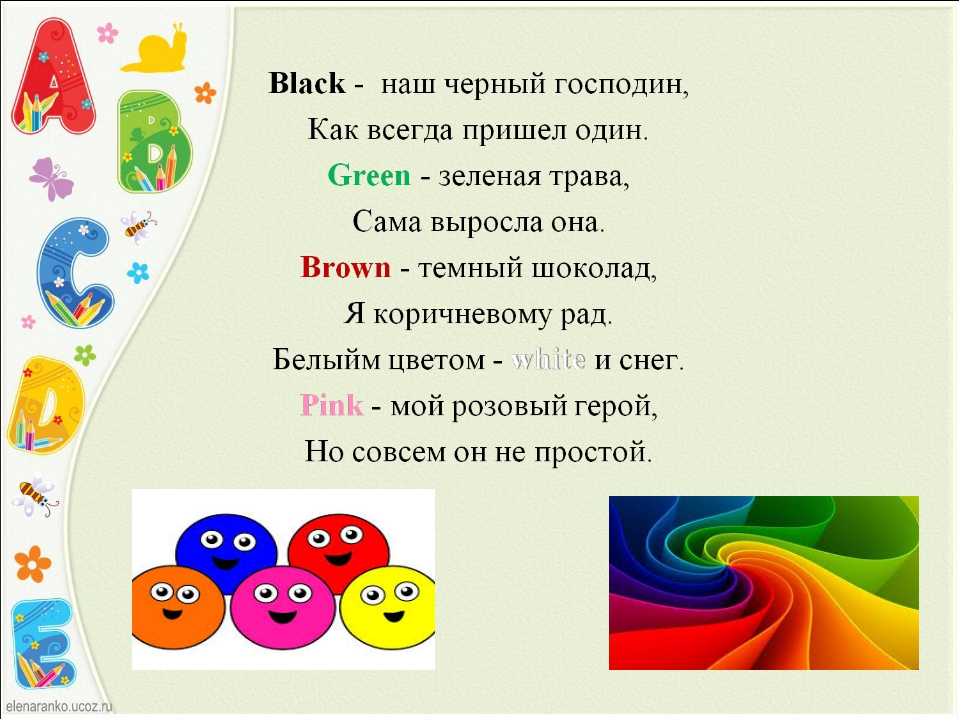 Black - наш черный господин,
Как всегда пришел один.
Green - зеленая трава,
Сама выросла она.
Brown - темный шоколад,
Я коричневому рад.
Белыйм цветом - white и снег.
Pink - мой розовый герой,
Но совсем он не простой.
A
B
C
D
E
elenaranko.ucoz.ru